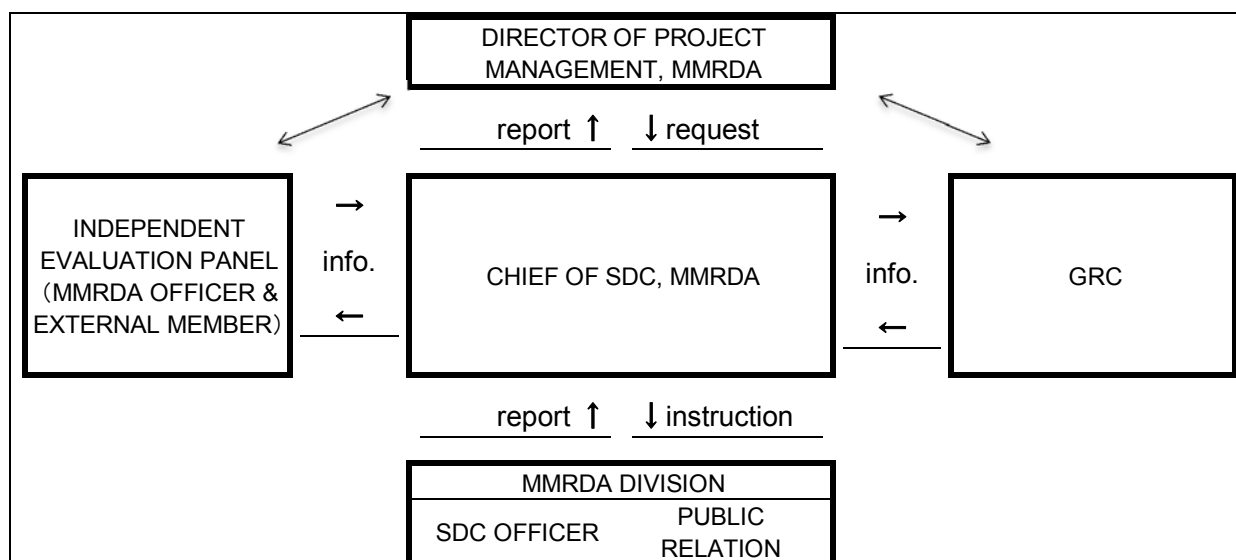 DIRECTOR OF PROJECT
MANAGEMENT, MMRDA
report ↑ ↓ request
INDEPENDENT
EVALUATION PANEL
（MMRDA OFFICER &
EXTERNAL MEMBER）
→
info.
←
CHIEF OF SDC, MMRDA
→
info.
←
GRC
report ↑ ↓ instruction
MMRDA DIVISION
SDC OFFICER
PUBLIC
RELATION